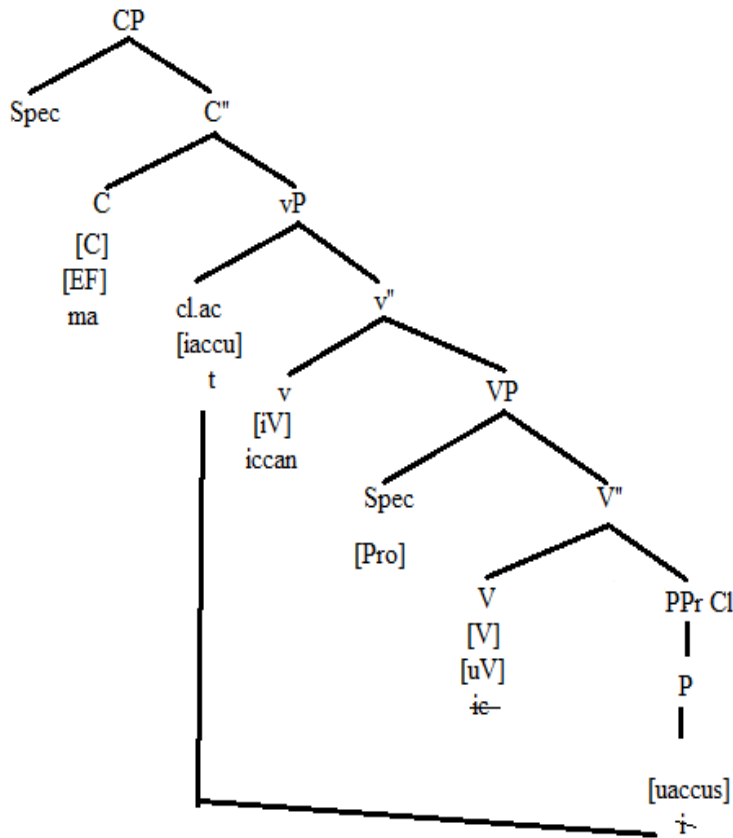 CP
Spec C"
C vP
[C]
[EF]
ma
cl.ac v"
[iaccu]
t
v VP
[iV]
iccan
Spec V"
[Pro]
V PPr Cl
[V]
[uV]
ic
P
[uaccus]
i